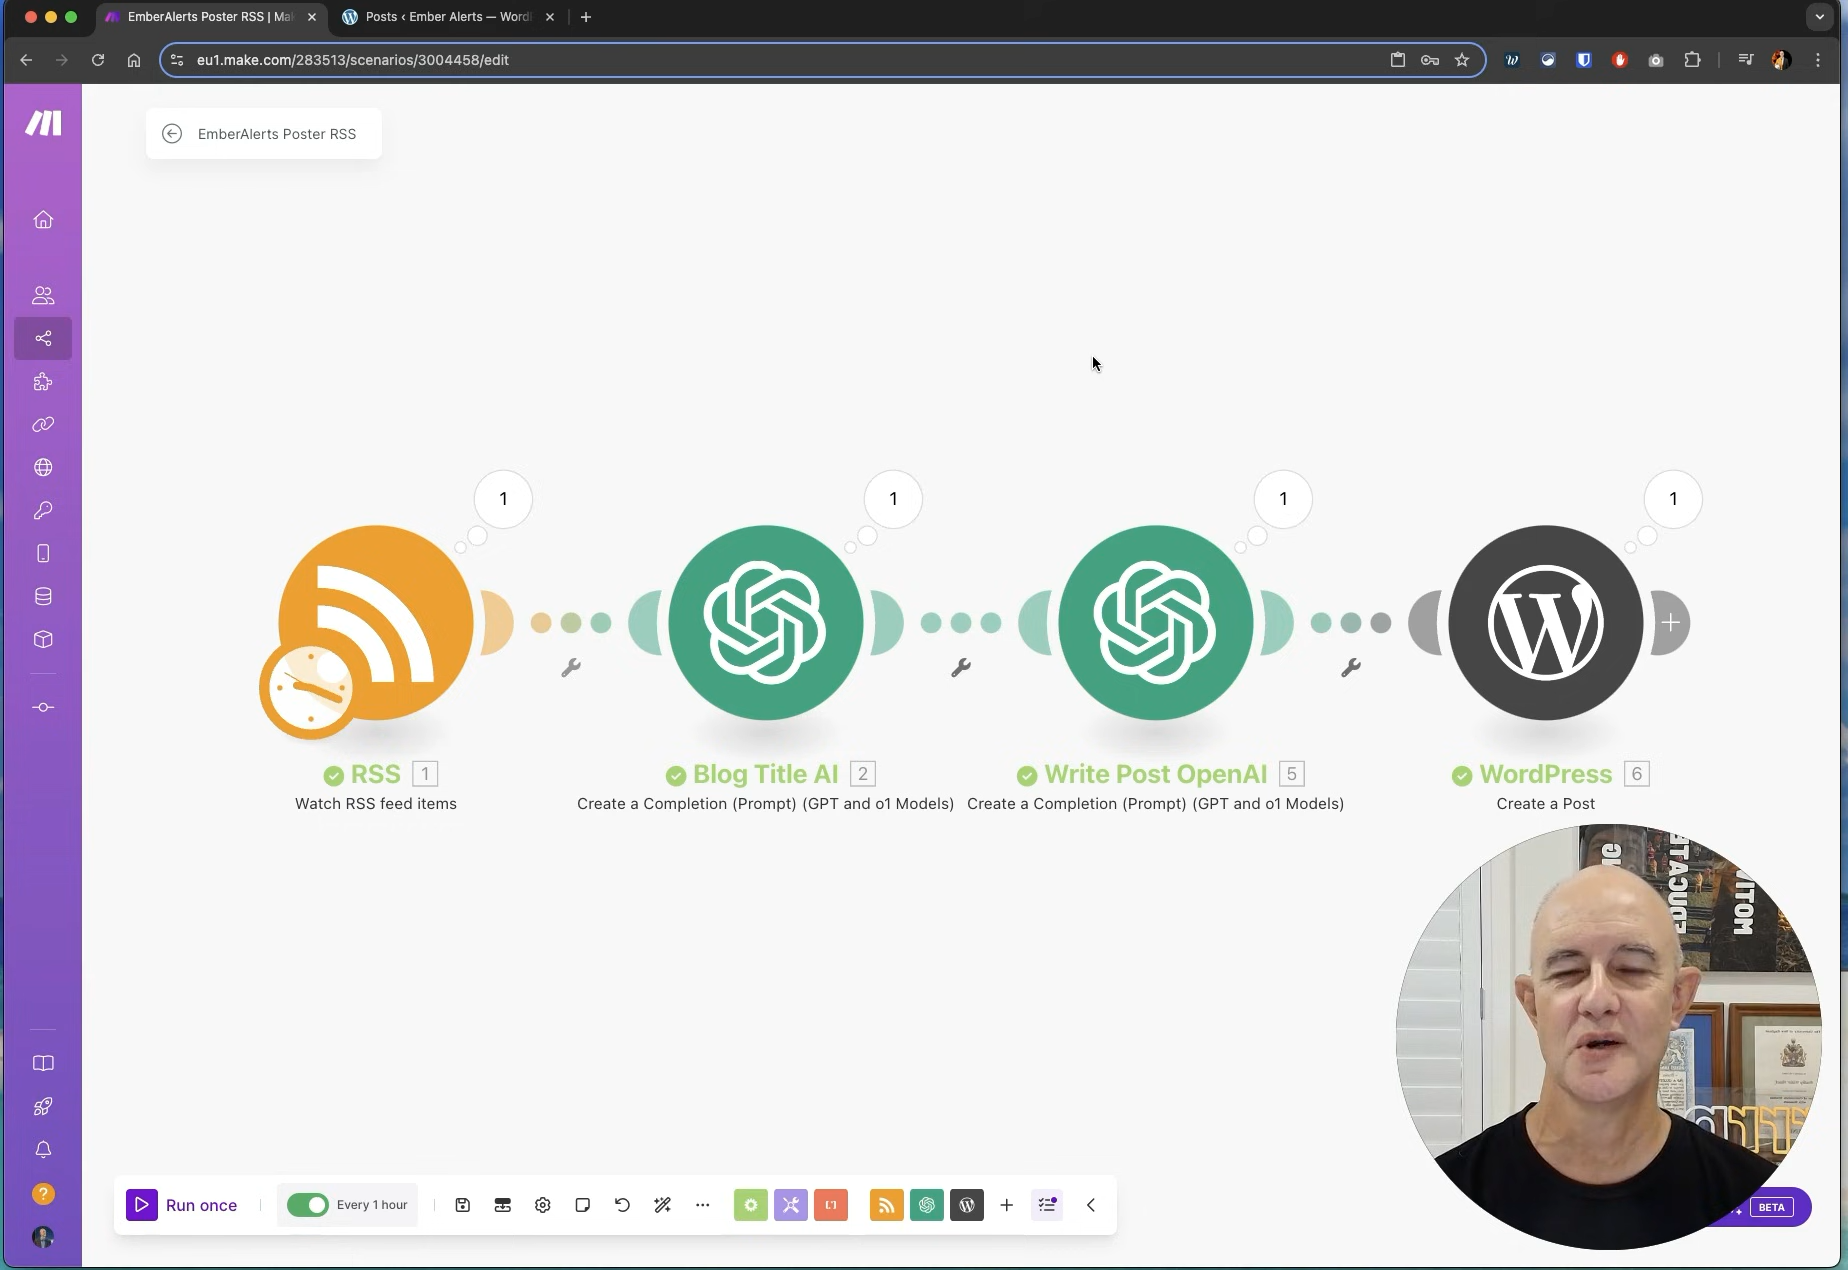 EmberAlerts Poster RSS | Ma
Posts ‹ Ember Alerts — Word
eu1.make.com/283513/scenarios/3004458/edit
EmberAlerts Poster RSS
1
1
1
1
RSS 1
Watch RSS feed items
Blog Title AI 2
Create a Completion (Prompt) (GPT and o1 Models)
Write Post OpenAI 5
Create a Completion (Prompt) (GPT and o1 Models)
WordPress 6
Create a Post
Run once
Every 1 hour
BETA